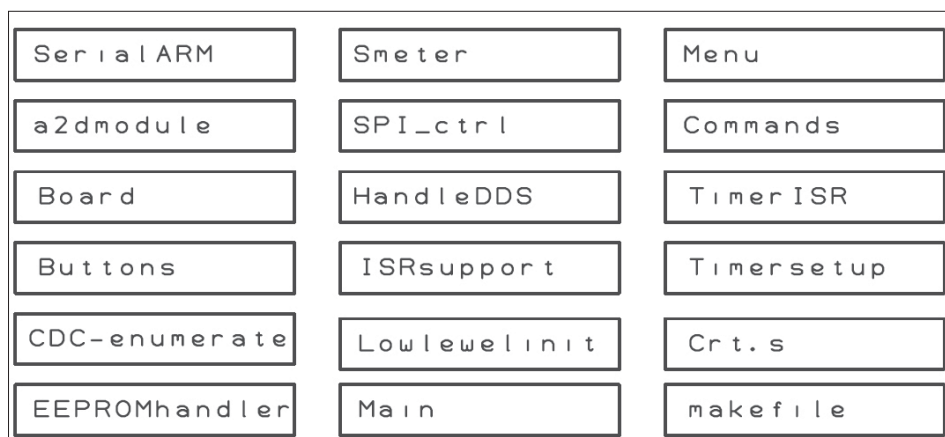 SerialARM
Smeter
Menu
a2dmodule
SPI_ctrl
Commands
Board
HandleDDS
TimerISR
Buttons
ISRsupport
Timersetup
CDC-enumerate
Lowlewelinit
Crt.s
EEPROMhandler
Main
makefile